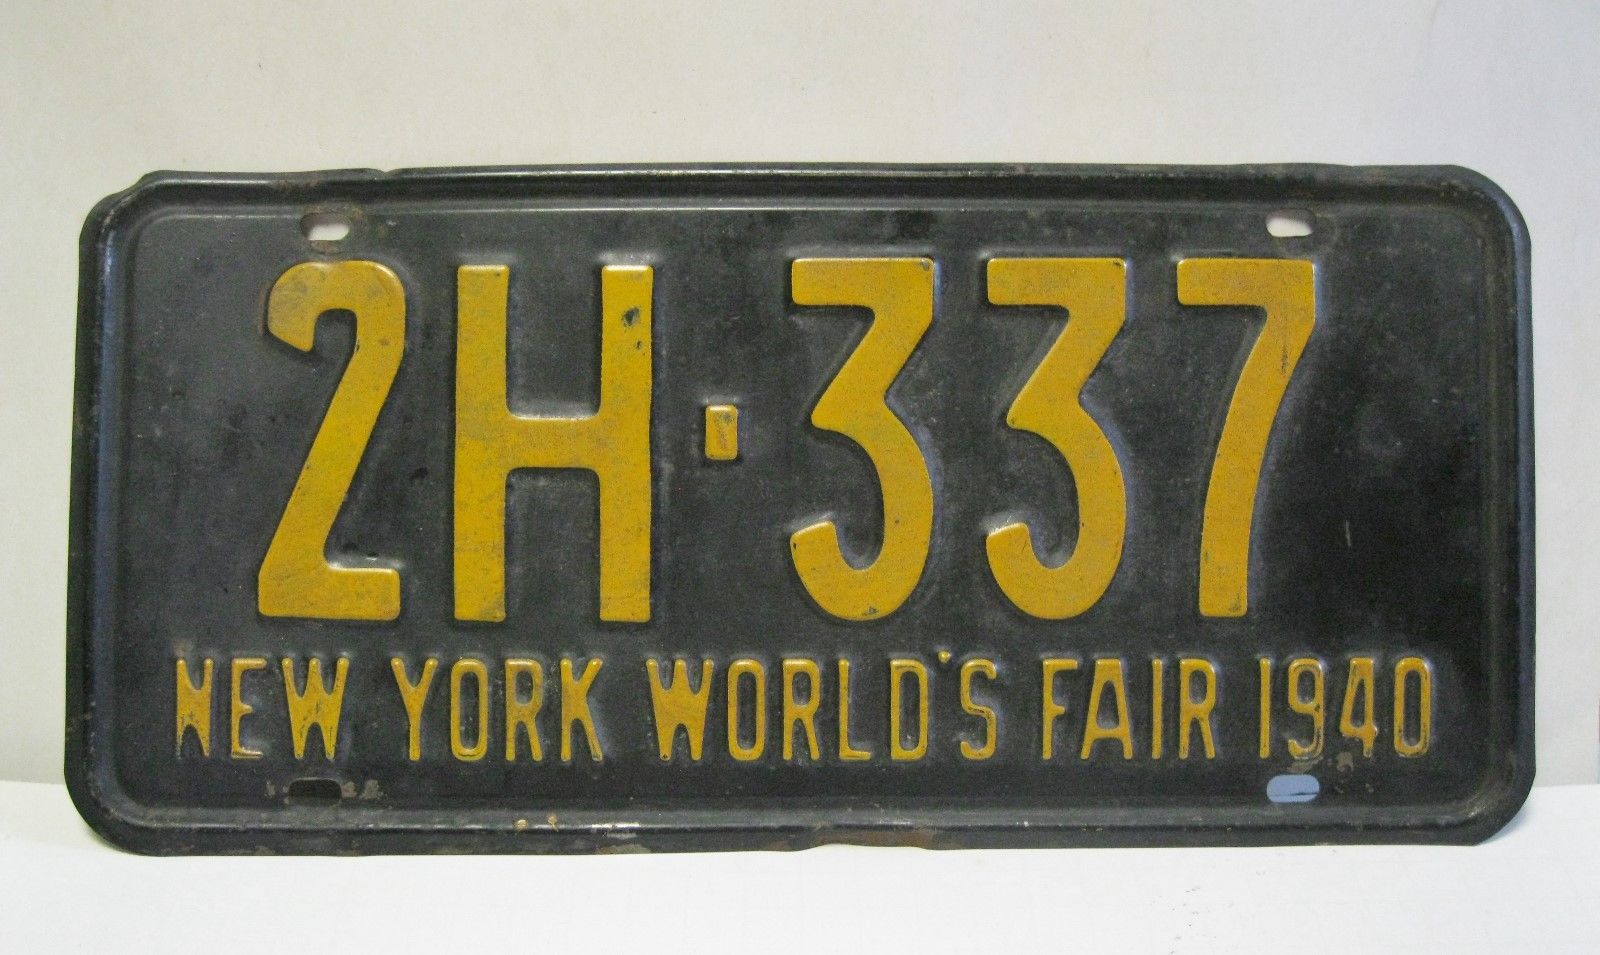 2H-337
NEW YORK WORLD'S FAIR 1940